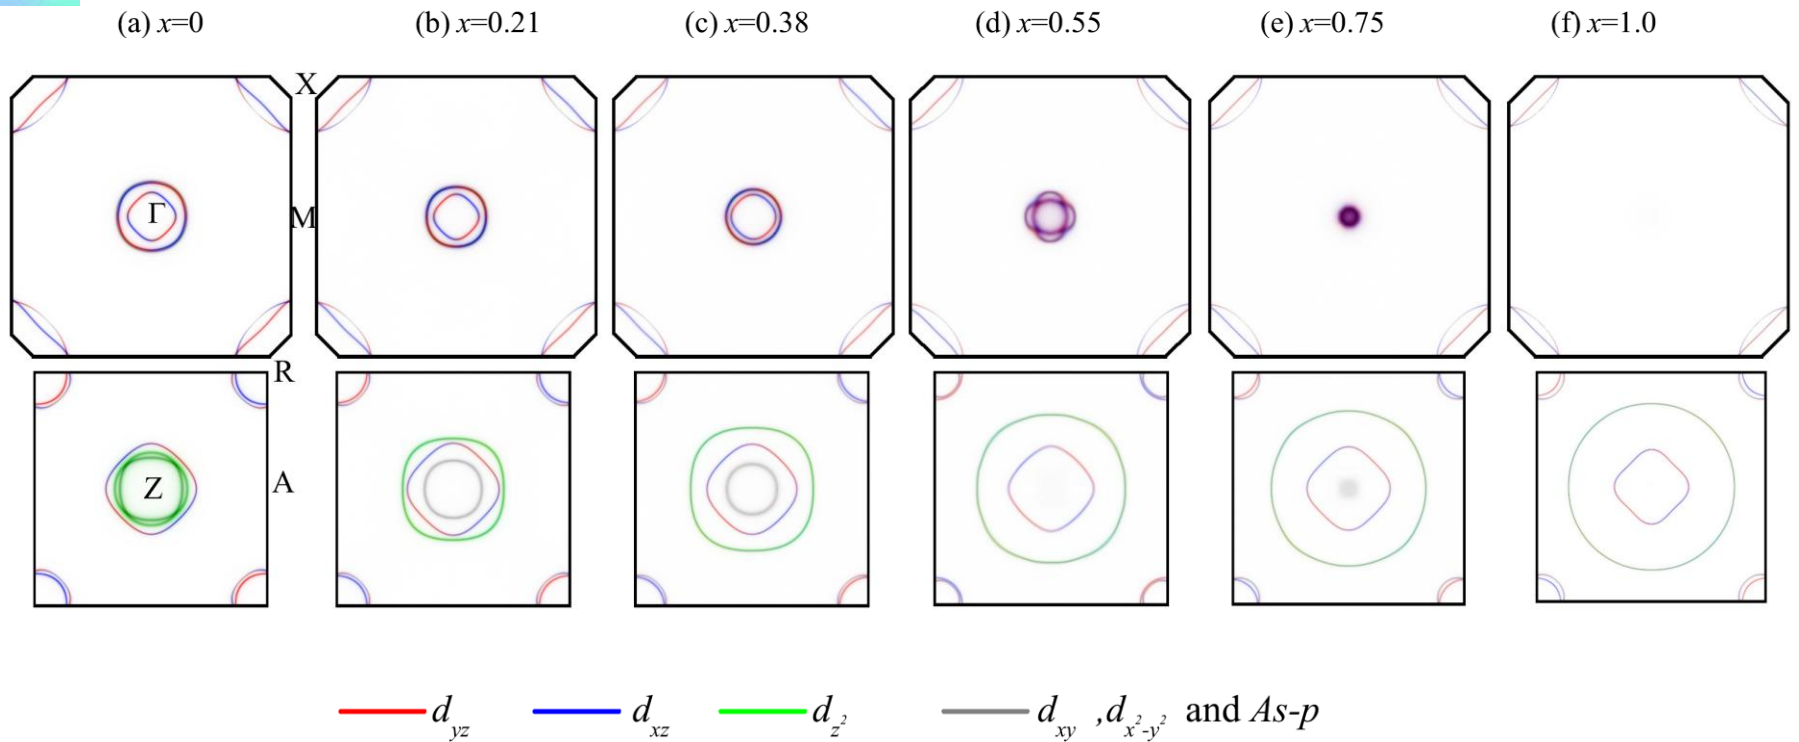 (a) x=0 (b) x=0.21 (c) x=0.38 (d) x=0.55 (e) x=0.75 (f) x=1.0
X
Γ M
R
Z A
d_yz d_xz d_z² d_xy ,d_x²-y² and As-p